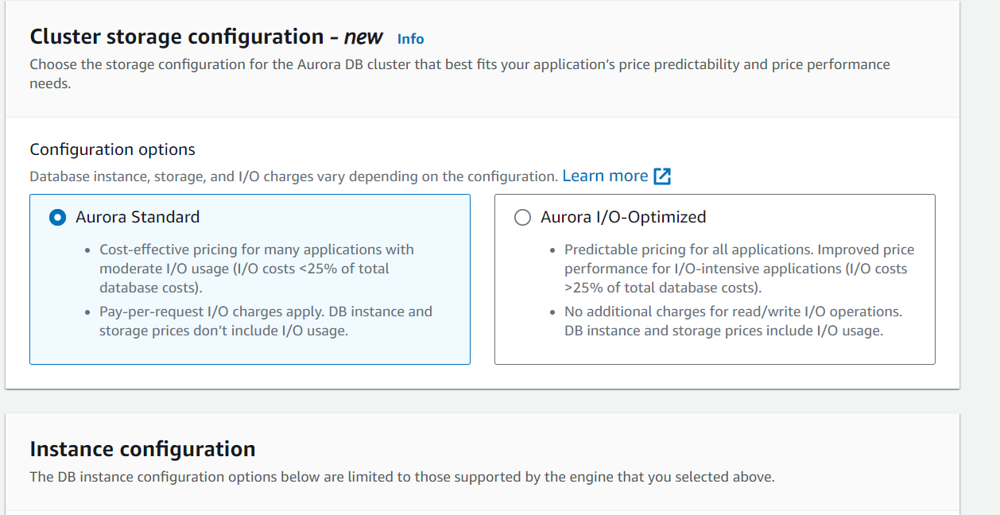 Cluster storage configuration - new Info
Choose the storage configuration for the Aurora DB cluster that best fits your application’s price predictability and price performance
needs.
Configuration options
Database instance, storage, and I/O charges vary depending on the configuration. Learn more
Aurora Standard
• Cost-effective pricing for many applications with
moderate I/O usage (I/O costs <25% of total
database costs).
• Pay-per-request I/O charges apply. DB instance and
storage prices don’t include I/O usage.
Aurora I/O-Optimized
• Predictable pricing for all applications. Improved price
performance for I/O-intensive applications (I/O costs
>25% of total database costs).
• No additional charges for read/write I/O operations.
DB instance and storage prices include I/O usage.
Instance configuration
The DB instance configuration options below are limited to those supported by the engine that you selected above.